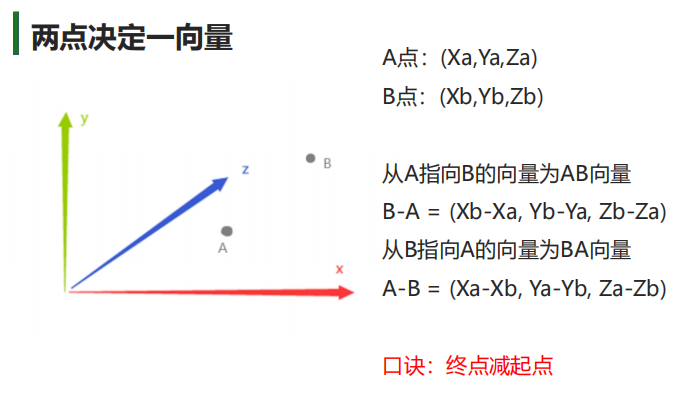 两点决定一向量
A点：(Xa,Ya,Za)
B点：(Xb,Yb,Zb)
y
z
B
A
x
从A指向B的向量为AB向量
B-A = (Xb-Xa, Yb-Ya, Zb-Za)
从B指向A的向量为BA向量
A-B = (Xa-Xb, Ya-Yb, Za-Zb)
口诀：终点减起点